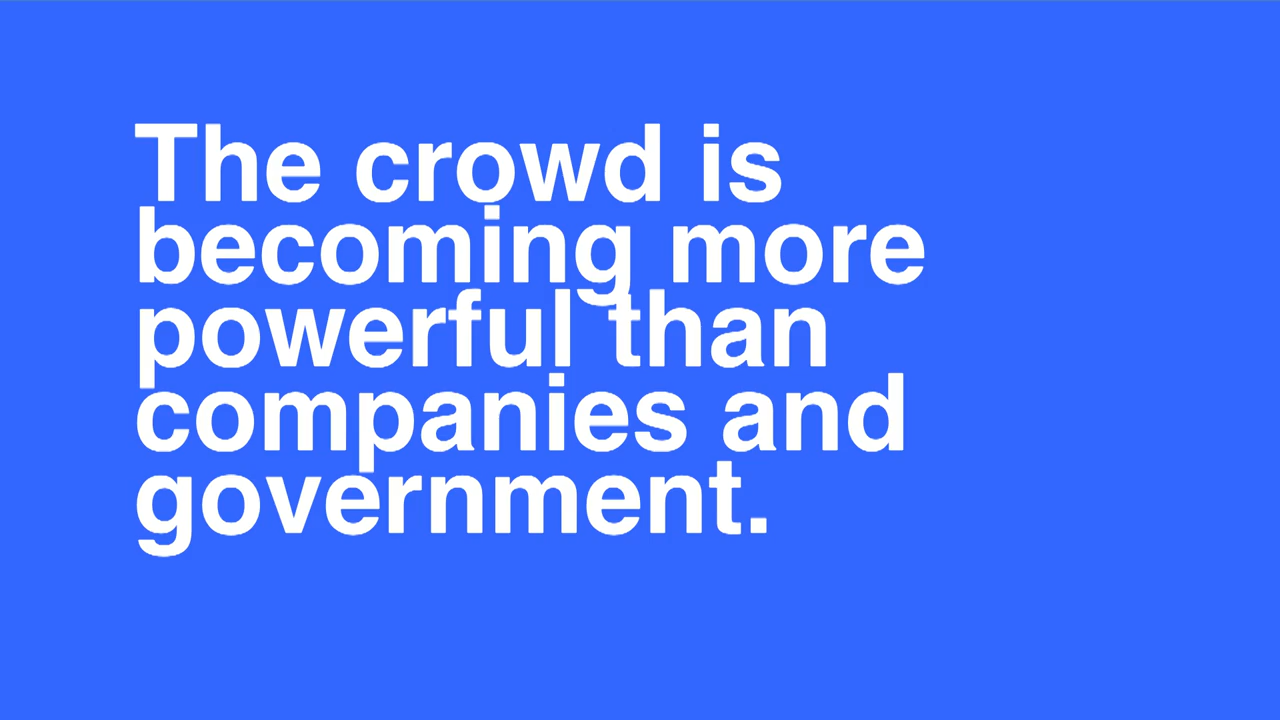 The crowd is
becoming more
powerful than
companies and
government.